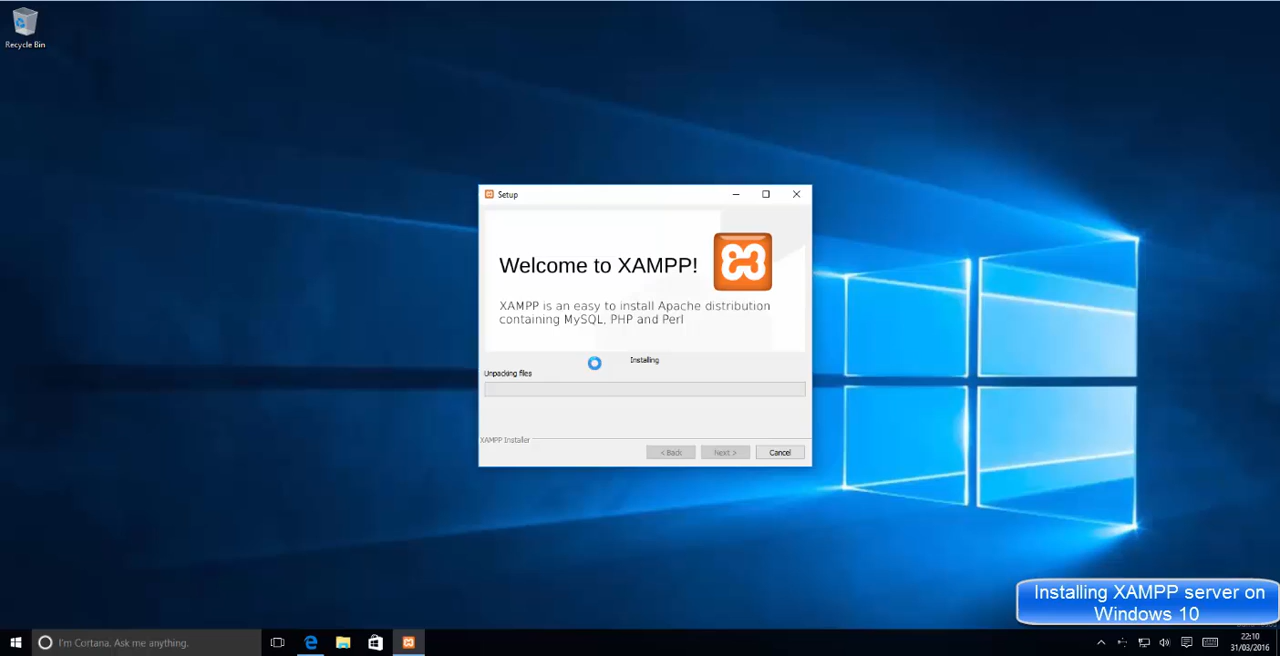 Recycle Bin
Setup
Welcome to XAMPP!
XAMPP is an easy to install Apache distribution
containing MySQL, PHP and Perl
Installing
Unpacking files
XAMPP Installer
< Back
Next >
Cancel
Installing XAMPP server on
Windows 10
I'm Cortana. Ask me anything.
22:10
31/03/2016